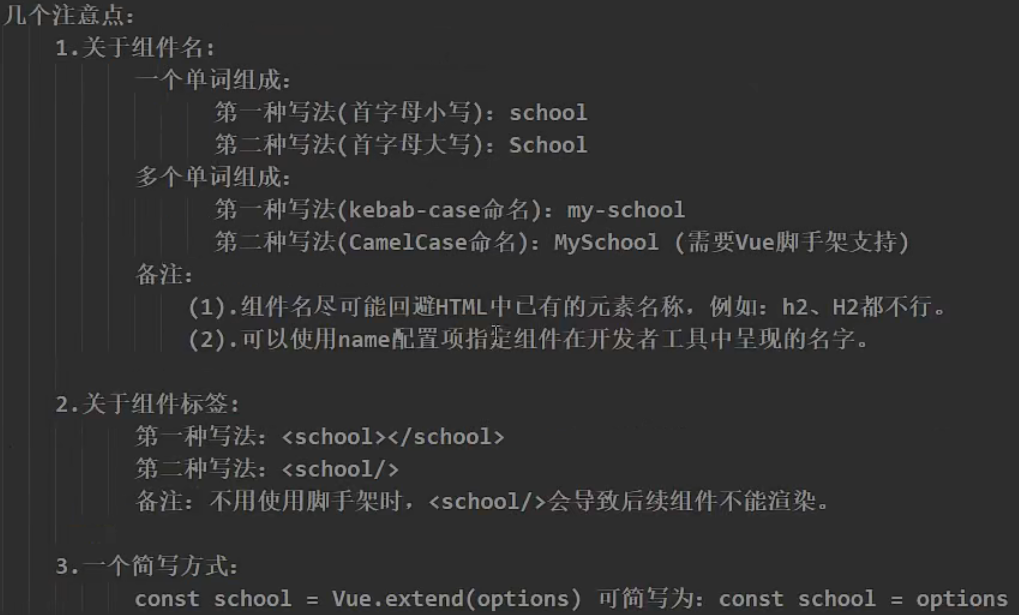 几个注意点：
1.关于组件名：
一个单词组成：
第一种写法(首字母小写)：school
第二种写法(首字母大写)：School
多个单词组成：
第一种写法(kebab-case命名)：my-school
第二种写法(CamelCase命名)：MySchool (需要Vue脚手架支持)
备注：
(1).组件名尽可能回避HTML中已有的元素名称，例如：h2、H2都不行。
(2).可以使用name配置项指定组件在开发者工具中呈现的名字。
2.关于组件标签：
第一种写法：<school></school>
第二种写法：<school/>
备注：不用使用脚手架时，<school/>会导致后续组件不能渲染。
3.一个简写方式：
const school = Vue.extend(options) 可简写为：const school = options